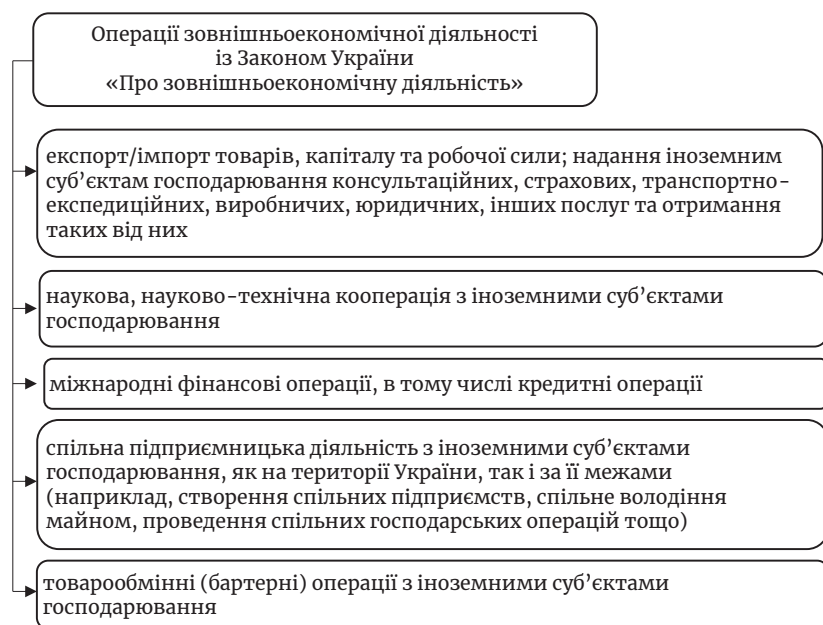 Операції зовнішньоекономічної діяльності
із Законом України
«Про зовнішньоекономічну діяльність»
експорт/імпорт товарів, капіталу та робочої сили; надання іноземним
суб’єктам господарювання консультаційних, страхових, транспортно-
експедиційних, виробничих, юридичних, інших послуг та отримання
таких від них
наукова, науково-технічна кооперація з іноземними суб’єктами
господарювання
міжнародні фінансові операції, в тому числі кредитні операції
спільна підприємницька діяльність з іноземними суб’єктами
господарювання, як на території України, так і за її межами
(наприклад, створення спільних підприємств, спільне володіння
майном, проведення спільних господарських операцій тощо)
товарообмінні (бартерні) операції з іноземними суб’єктами
господарювання